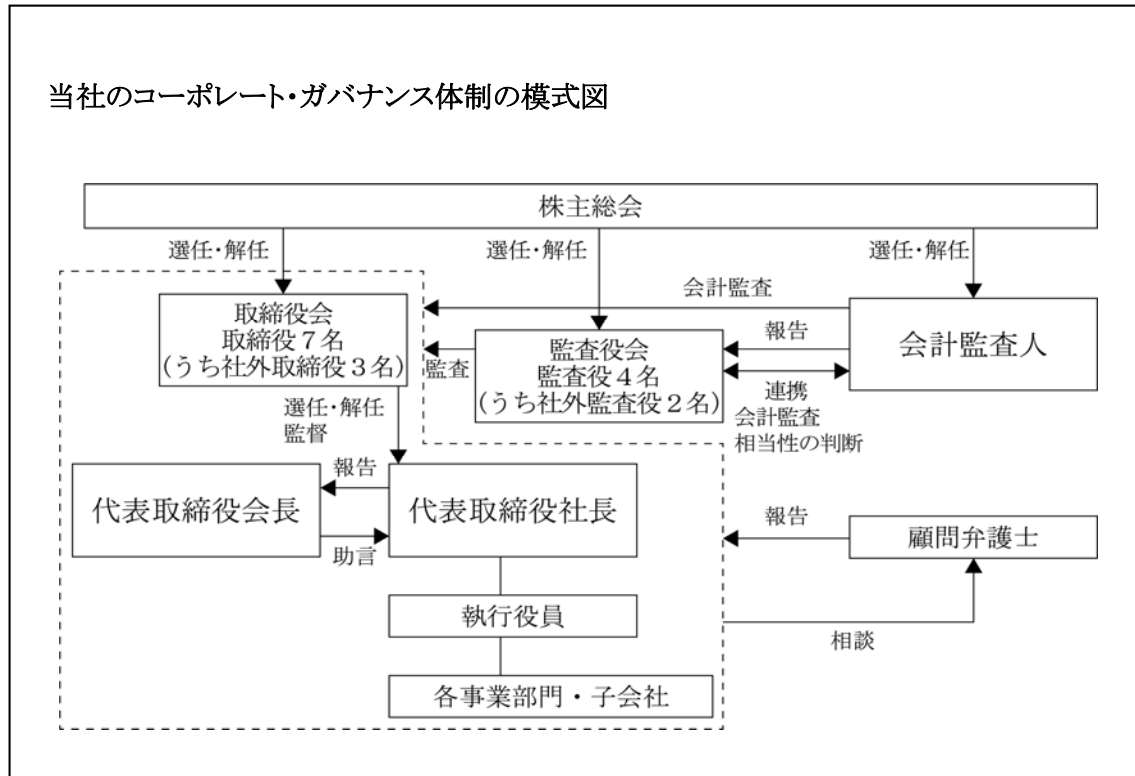 当社のコーポレート・ガバナンス体制の模式図
株主総会
選任・解任
選任・解任
選任・解任
会計監査
取締役会
取締役７名
(うち社外取締役３名)
監査
監査役会
監査役４名
(うち社外監査役２名)
報告
会計監査人
連携
会計監査
相当性の判断
選任・解任
監督
代表取締役会長
報告
助言
代表取締役社長
報告
顧問弁護士
執行役員
相談
各事業部門・子会社